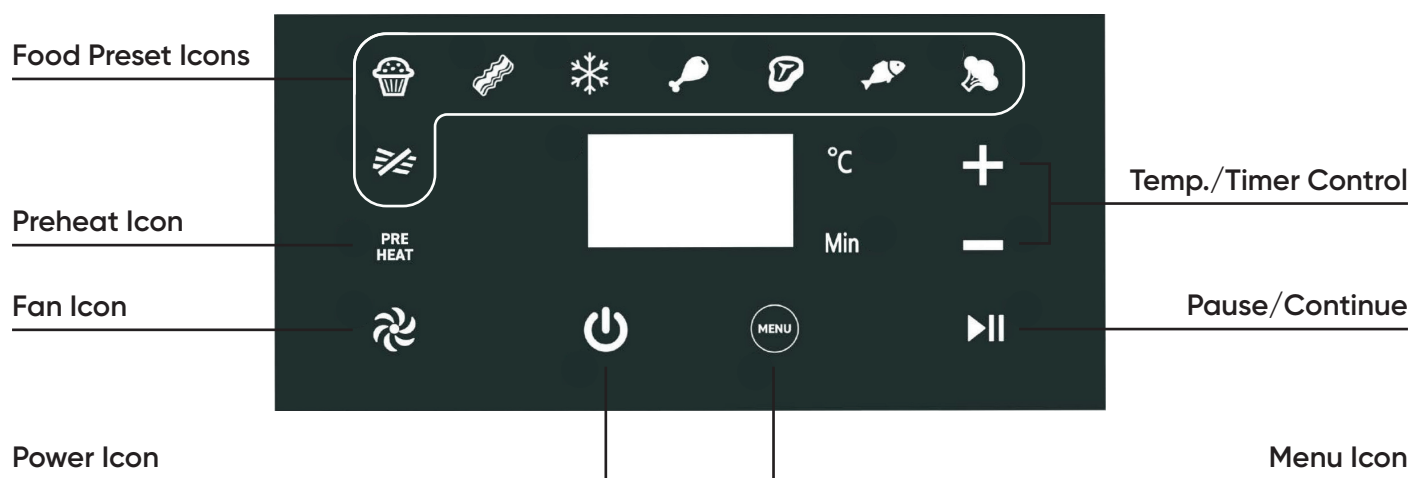 Food Preset Icons
°C
Temp./Timer Control
Preheat Icon
PRE
HEAT
Min
Fan Icon
MENU
Pause/Continue
Power Icon
Menu Icon